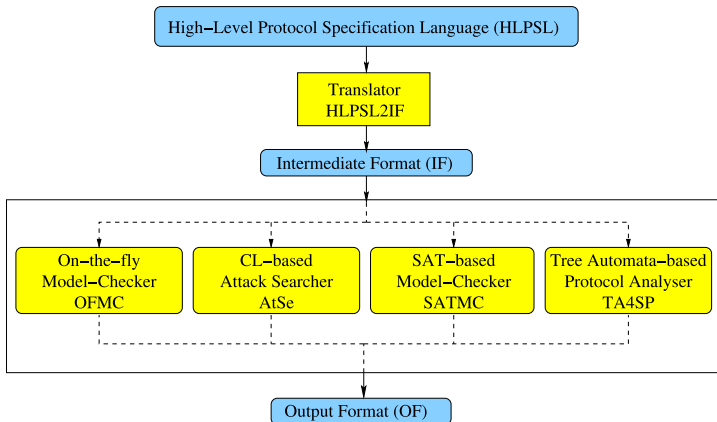 High−Level Protocol Specification Language (HLPSL)
Translator
HLPSL2IF
Intermediate Format (IF)
On−the−fly
Model−Checker
OFMC
CL−based
Attack Searcher
AtSe
SAT−based
Model−Checker
SATMC
Tree Automata−based
Protocol Analyser
TA4SP
Output Format (OF)